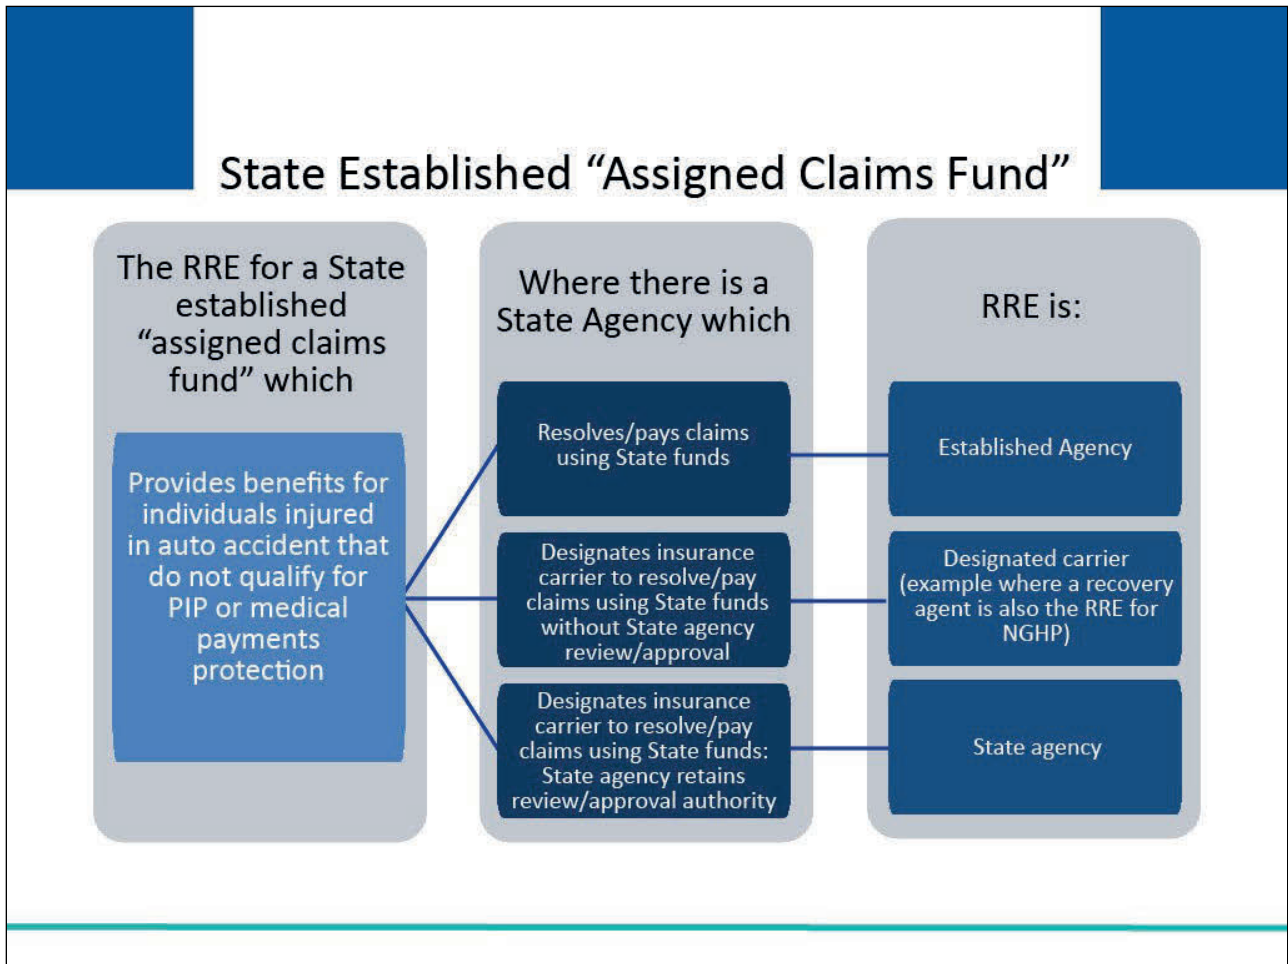 State Established “Assigned Claims Fund”
The RRE for a State
established
“assigned claims
fund” which
Provides benefits for
individuals injured
in auto accident that
do not qualify for
PIP or medical
payments
protection
Where there is a
State Agency which
Resolves/pays claims
using State funds
Designates insurance
carrier to resolve/pay
claims using State funds
without State agency
review/approval
Designates insurance
carrier to resolve/pay
claims using State funds:
State agency retains
review/approval authority
RRE is:
Established Agency
Designated carrier
(example where a recovery
agent is also the RRE for
NGHP)
State agency